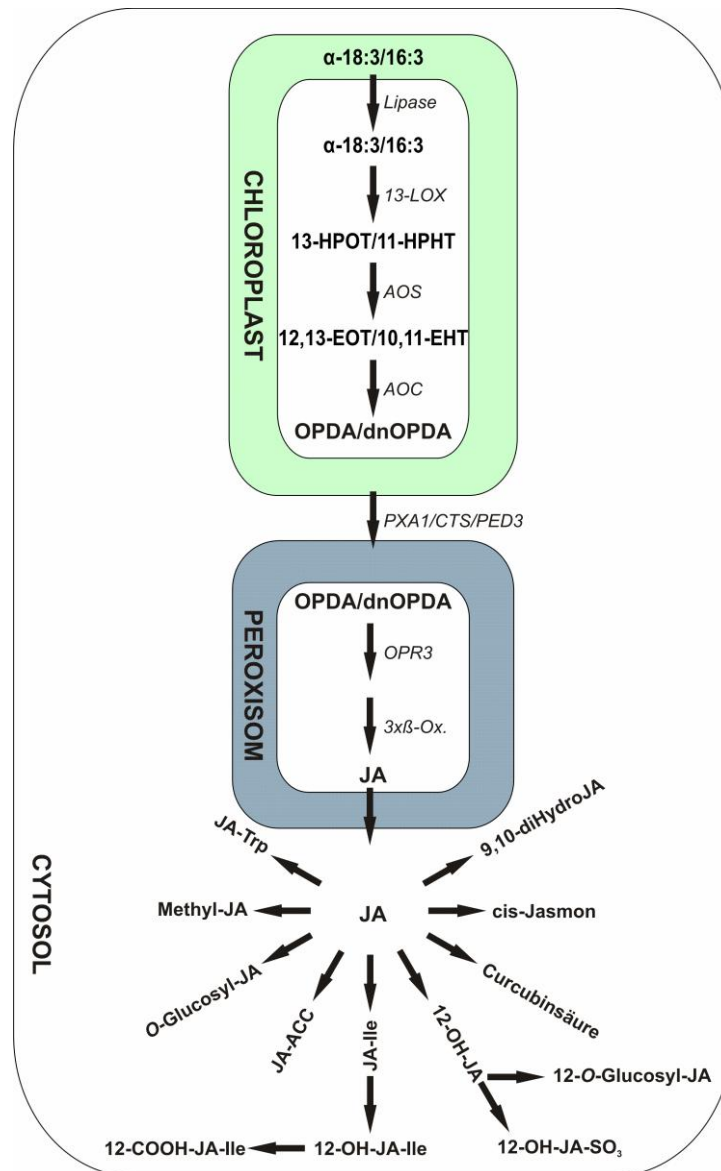 α-18:3/16:3
Lipase
α-18:3/16:3
13-LOX
13-HPOT/11-HPHT
AOS
12,13-EOT/10,11-EHT
AOC
OPDA/dnOPDA
CHLOROPLAST
PXA1/CTS/PED3
OPDA/dnOPDA
OPR3
3xß-Ox.
JA
PEROXISOM
CYTOSOL
JA-Trp
9,10-diHydroJA
Methyl-JA
JA
cis-Jasmon
O-Glucosyl-JA
JA-ACC
JA-Ile
12-OH-JA
Curcubinsäure
12-O-Glucosyl-JA
12-COOH-JA-Ile
12-OH-JA-Ile
12-OH-JA-SO₃